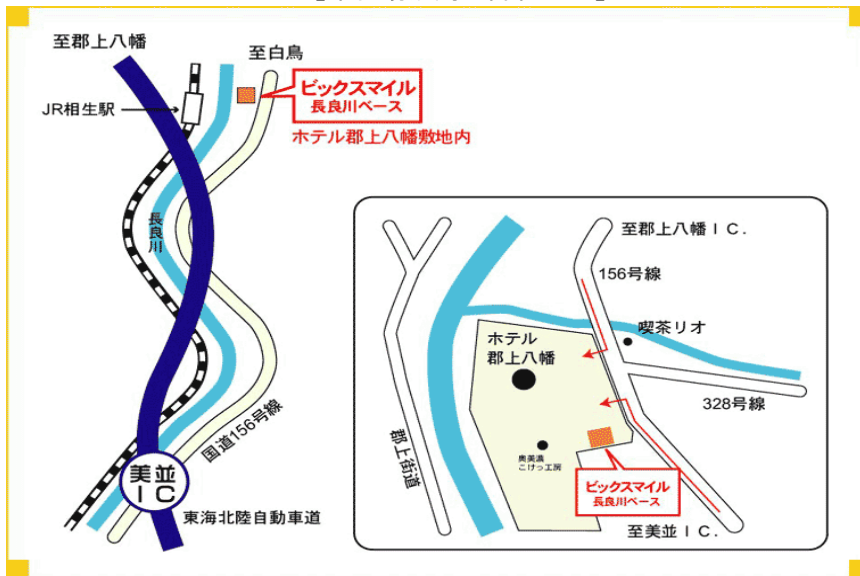 至郡上八幡
至白鳥
ビックスマイル
長良川ベース
JR相生駅
ホテル郡上八幡敷地内
長良川
国道156号線
美並
IC
東海北陸自動車道
至郡上八幡IC.
156号線
喫茶リオ
ホテル
郡上八幡
328号線
郡上街道
奥美濃
こけっ工房
ビックスマイル
長良川ベース
至美並IC.